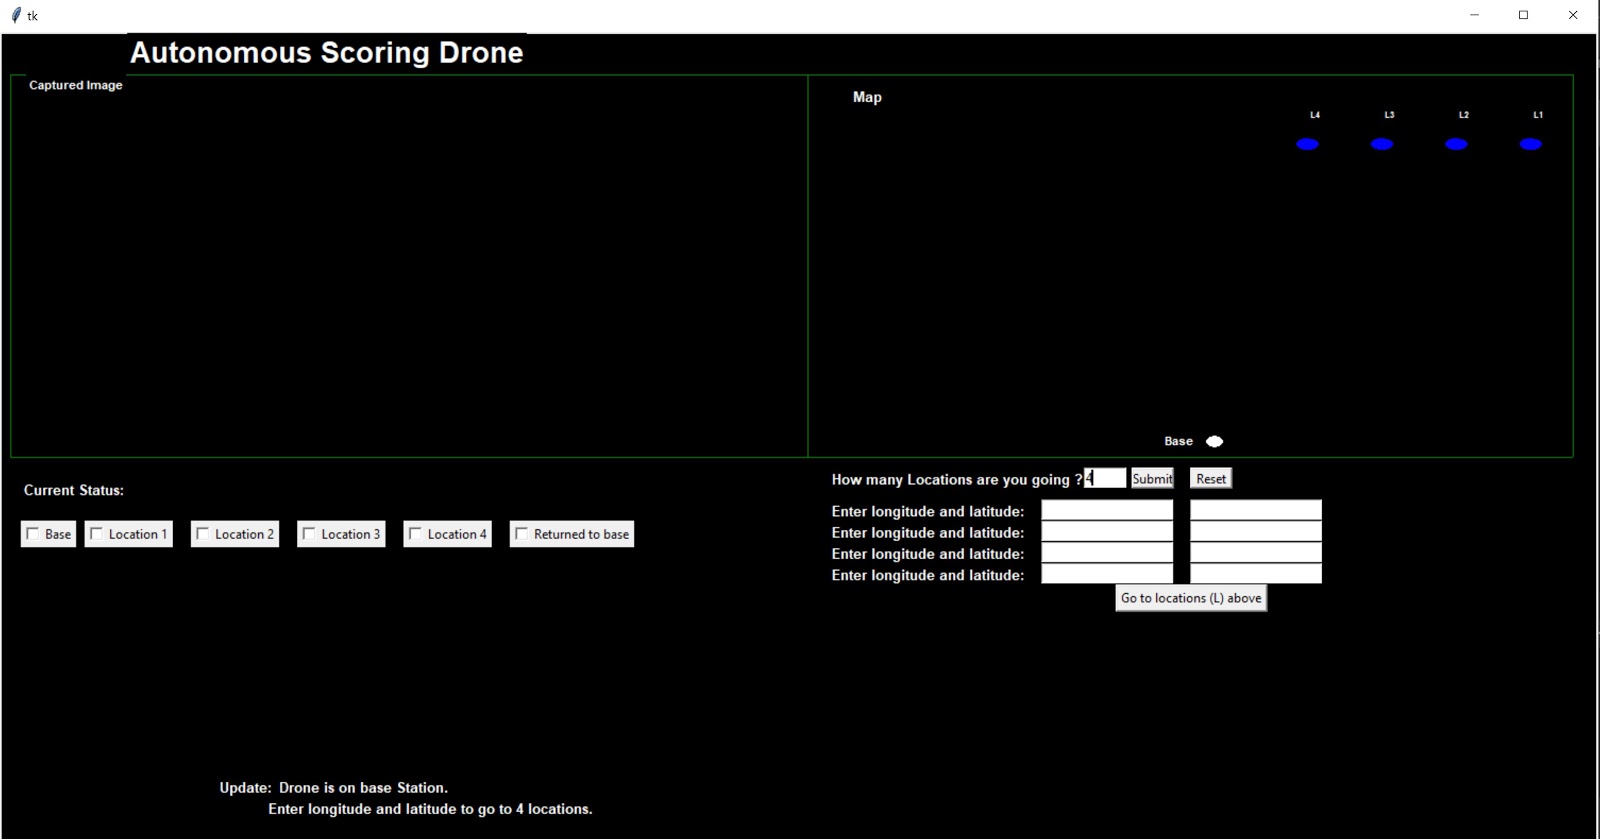 tk
Autonomous Scoring Drone
Captured Image
Map
L4 L3 L2 L1
Base
How many Locations are you going ? 4 Submit Reset
Current Status:
Enter longitude and latitude:
Enter longitude and latitude:
Enter longitude and latitude:
Enter longitude and latitude:
Base Location 1 Location 2 Location 3 Location 4 Returned to base
Go to locations (L) above
Update: Drone is on base Station.
Enter longitude and latitude to go to 4 locations.